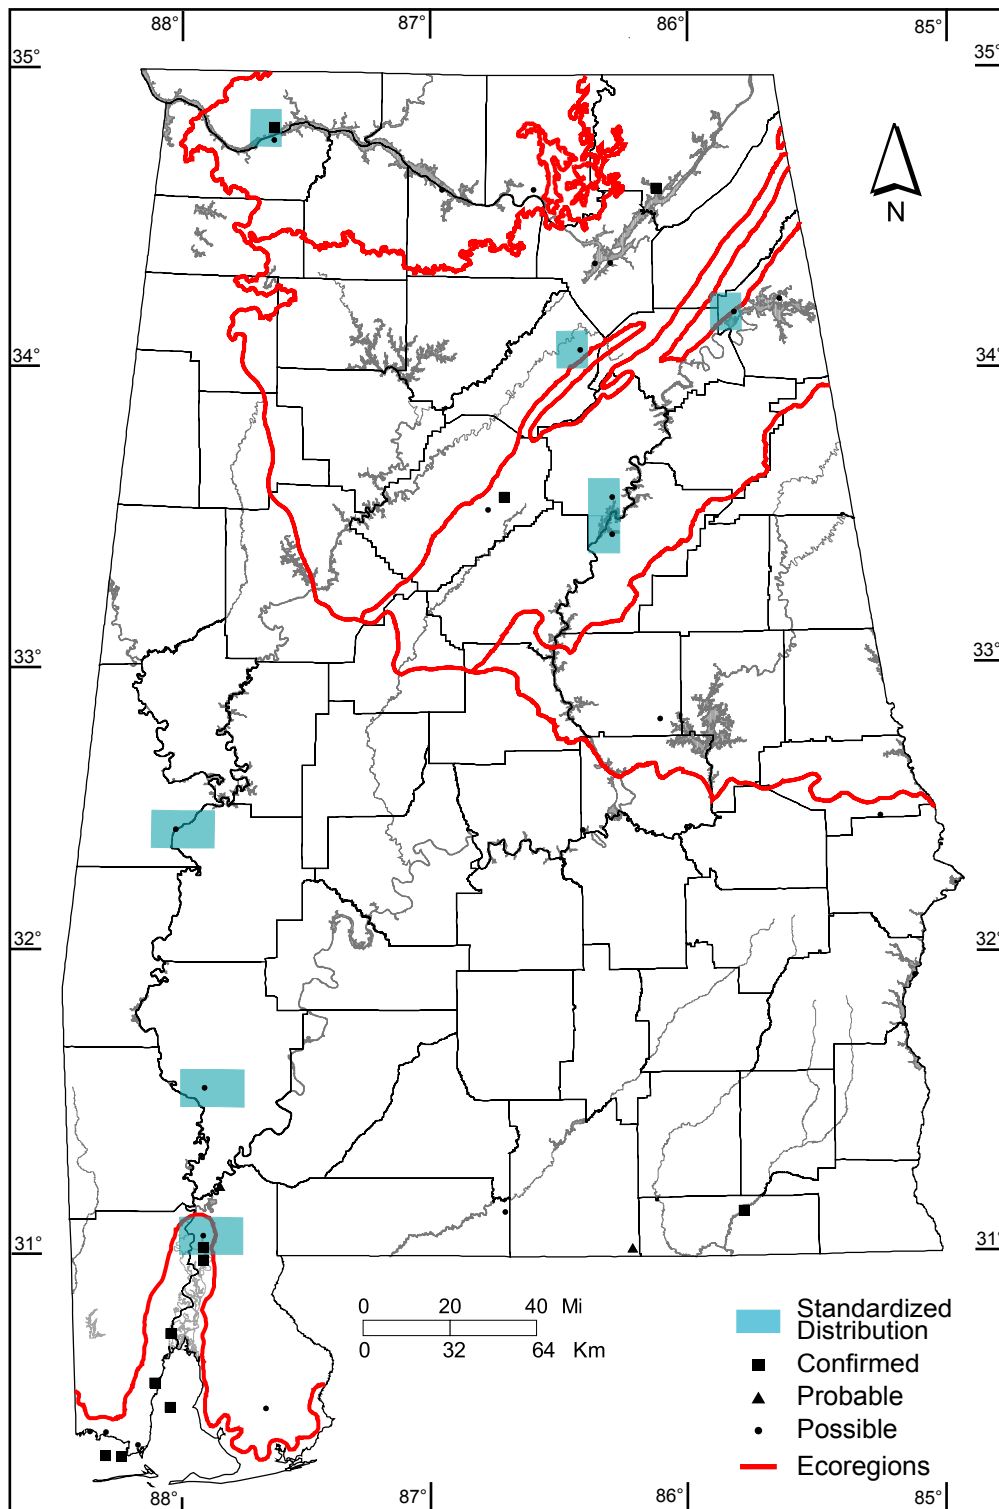 88° 87° 86° 85°
35° 35°
N
34° 34°
33° 33°
32° 32°
31° 31°
0 20 40 Mi
0 32 64 Km
Standardized
Distribution
Confirmed
Probable
Possible
Ecoregions
88° 87° 86° 85°